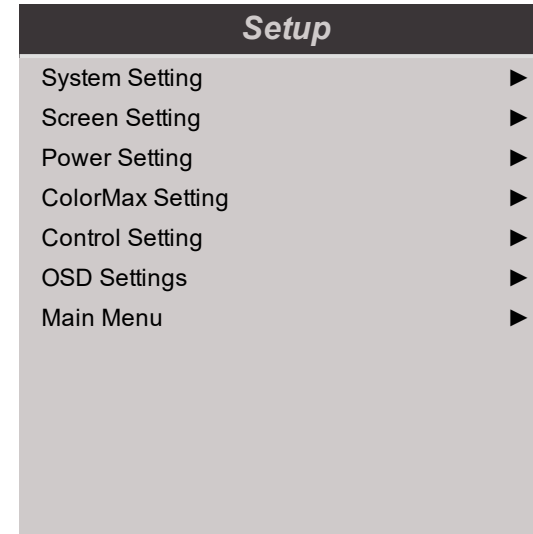 Setup
System Setting
Screen Setting
Power Setting
ColorMax Setting
Control Setting
OSD Settings
Main Menu